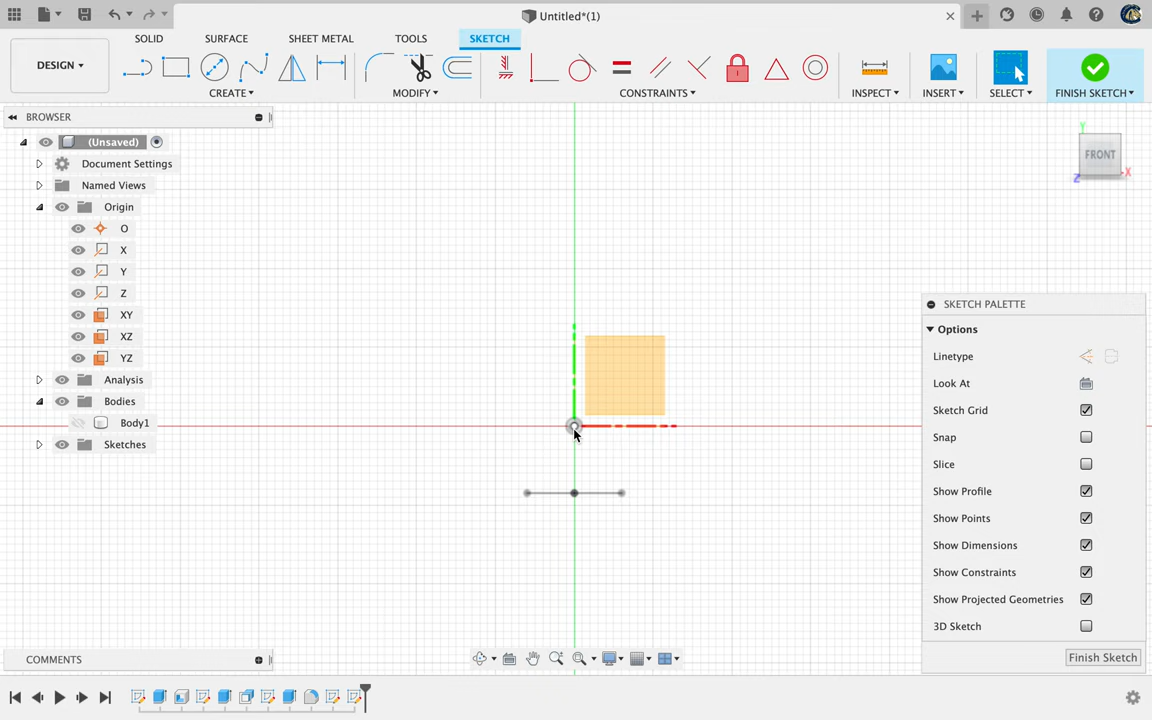 Untitled*(1)
SOLID SURFACE SHEET METAL TOOLS SKETCH
DESIGN
CREATE MODIFY CONSTRAINTS INSPECT INSERT SELECT FINISH SKETCH
BROWSER
(Unsaved)
Document Settings
Named Views
Origin
O
X
Y
Z
XY
XZ
YZ
Analysis
Bodies
Body1
Sketches
Y
FRONT
Z
X
SKETCH PALETTE
Options
Linetype
Look At
Sketch Grid
Snap
Slice
Show Profile
Show Points
Show Dimensions
Show Constraints
Show Projected Geometries
3D Sketch
Finish Sketch
COMMENTS